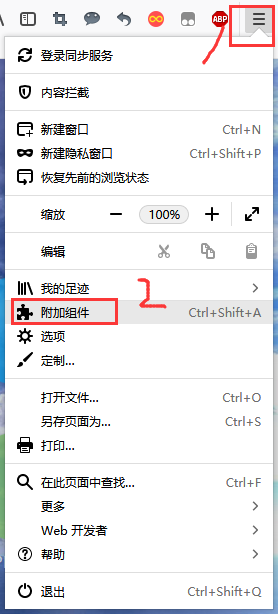 ABP
登录同步服务
内容拦截
新建窗口 Ctrl+N
新建隐私窗口 Ctrl+Shift+P
恢复先前的浏览状态
缩放 100%
编辑
我的足迹
2
附加组件 Ctrl+Shift+A
选项
定制...
打开文件... Ctrl+O
另存页面为... Ctrl+S
打印...
在此页面中查找... Ctrl+F
更多
Web 开发者
帮助
退出 Ctrl+Shift+Q